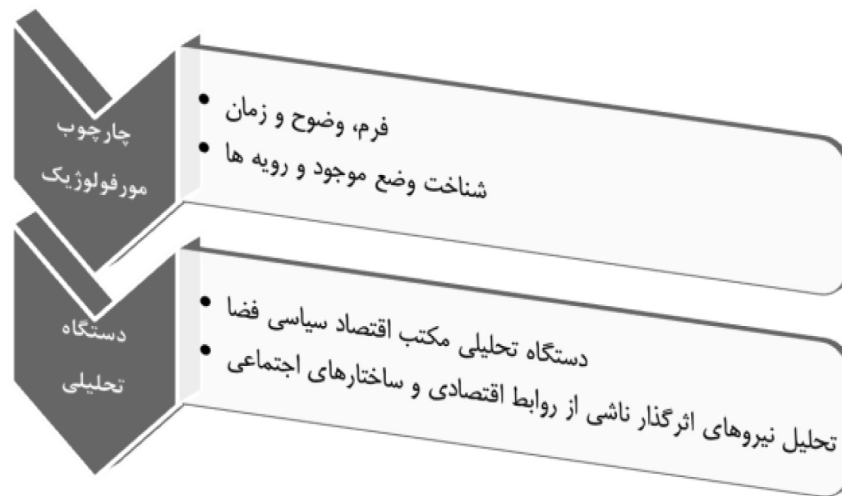 چارچوب
مورفولوژیک
فرم، وضوح و زمان
شناخت وضع موجود و رویه ها
دستگاه
تحلیلی
دستگاه تحلیلی مکتب اقتصاد سیاسی فضا
تحلیل نیروهای اثرگذار ناشی از روابط اقتصادی و ساختارهای اجتماعی